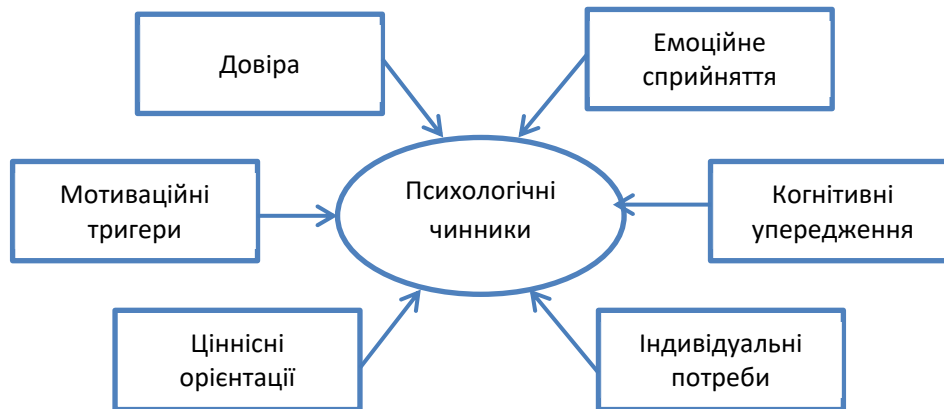 Довіра
Емоційне
сприйняття
Мотиваційні
тригери
Психологічні
чинники
Когнітивні
упередження
Ціннісні
орієнтації
Індивідуальні
потреби